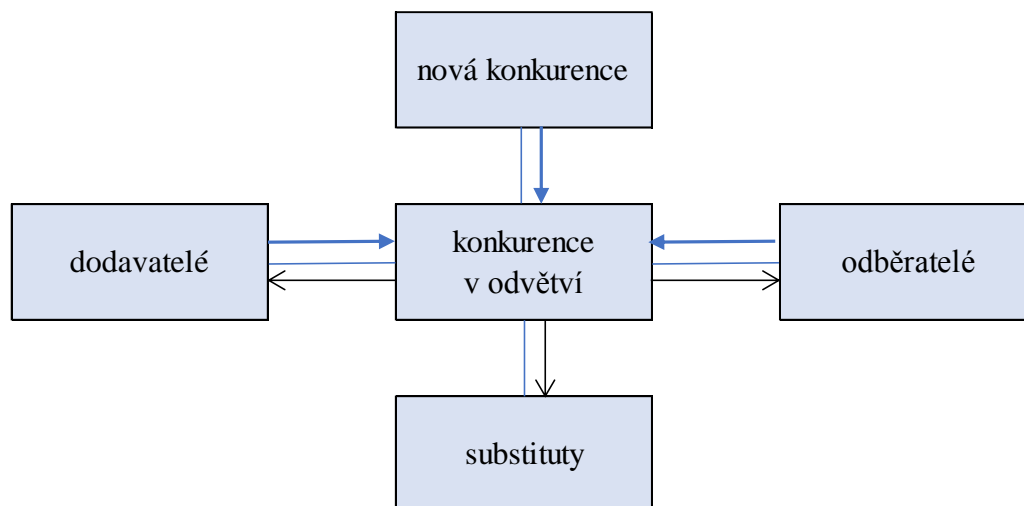 nová konkurence
dodavatelé
konkurence
v odvětví
odběratelé
substituty